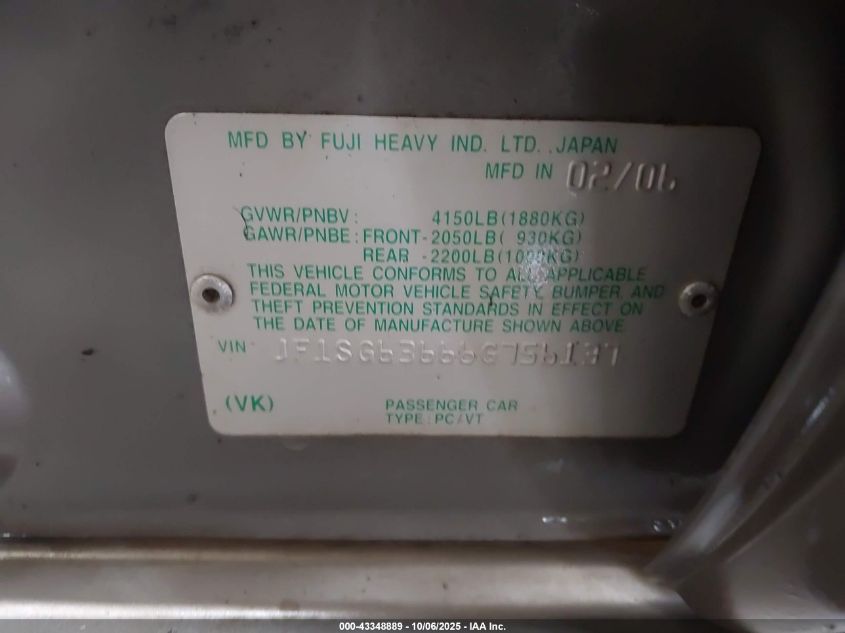 MFD BY FUJI HEAVY IND. LTD. JAPAN
MFD IN 02/06
GVWR/PNBV: 4150LB(1880KG)
GAWR/PNBE: FRONT-2050LB( 930KG)
REAR -2200LB(1000KG)
THIS VEHICLE CONFORMS TO ALL APPLICABLE
FEDERAL MOTOR VEHICLE SAFETY, BUMPER, AND
THEFT PREVENTION STANDARDS IN EFFECT ON
THE DATE OF MANUFACTURE SHOWN ABOVE
VIN JF1SG63666G756137
(VK) PASSENGER CAR
TYPE:PC/VT
000-43348889 - 10/06/2025 - IAA Inc.